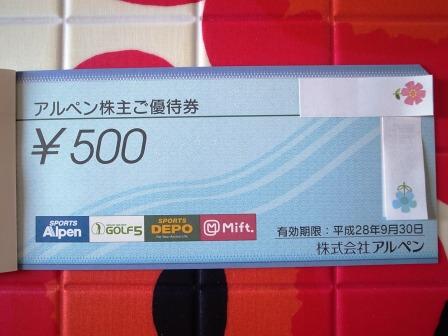 アルペン株主ご優待券
¥500
SPORTS
Alpen
GOLF5
SPORTS
DEPO
Mift.
有効期限：平成28年9月30日
株式会社アルペン